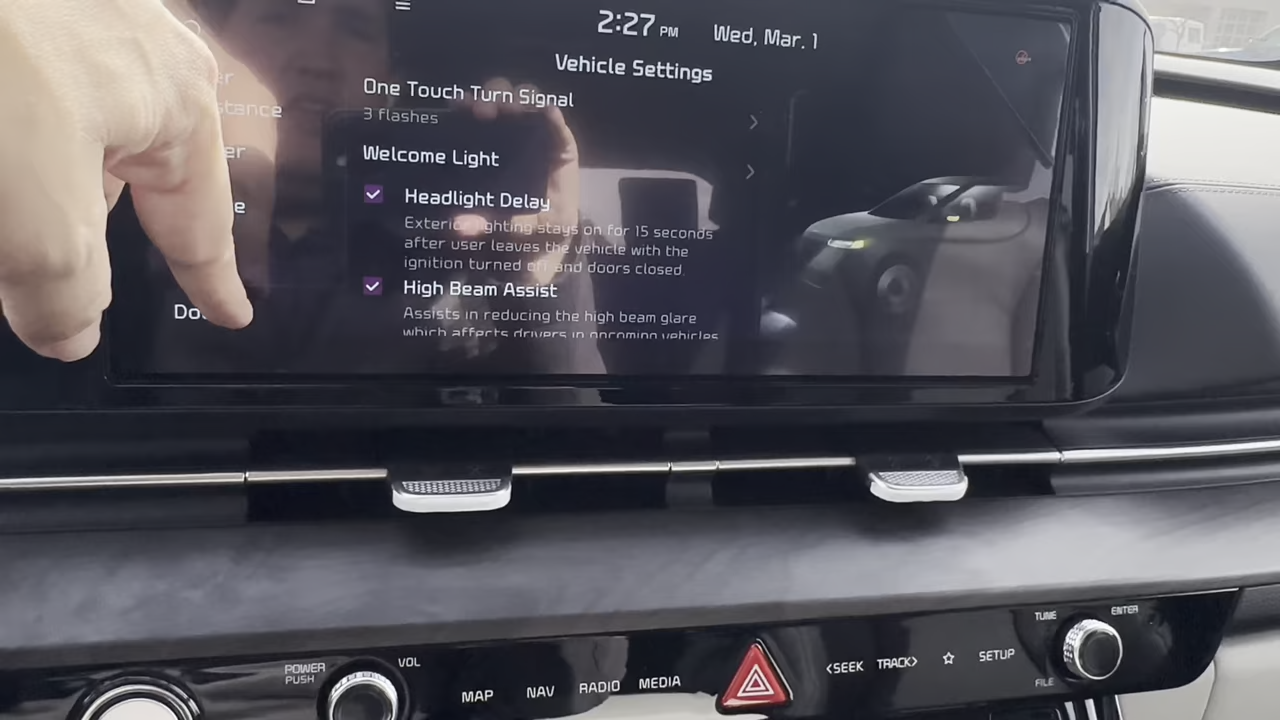 2:27 PM Wed, Mar. 1
Vehicle Settings
One Touch Turn Signal
3 flashes
Welcome Light
Headlight Delay
Exterior lighting stays on for 15 seconds
after user leaves the vehicle with the
ignition turned off and doors closed.
High Beam Assist
Assists in reducing the high beam glare
which affects drivers in oncoming vehicles
POWER
PUSH
VOL
MAP
NAV
RADIO
MEDIA
<SEEK
TRACK>
SETUP
TUNE
FILE
ENTER